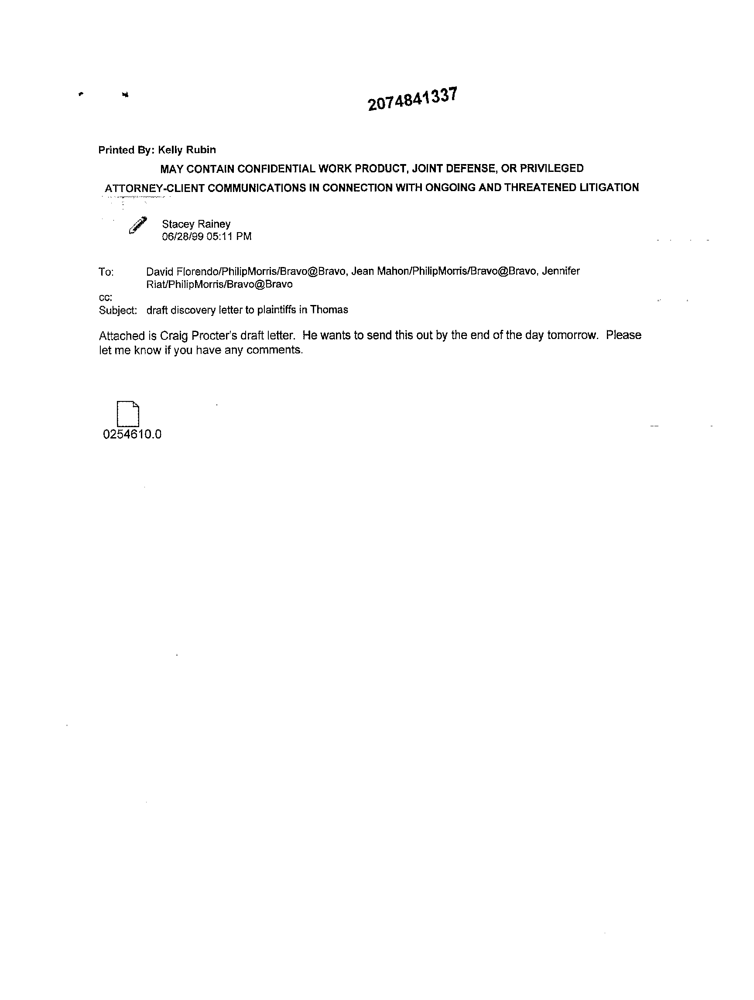 2074841337
Printed By: Kelly Rubin
MAY CONTAIN CONFIDENTIAL WORK PRODUCT, JOINT DEFENSE, OR PRIVILEGED
ATTORNEY-CLIENT COMMUNICATIONS IN CONNECTION WITH ONGOING AND THREATENED LITIGATION
Stacey Rainey
06/28/99 05:11 PM
To: David Florendo/PhilipMorris/Bravo@Bravo, Jean Mahon/PhilipMorris/Bravo@Bravo, Jennifer
Riat/PhilipMorris/Bravo@Bravo
cc:
Subject: draft discovery letter to plaintiffs in Thomas
Attached is Craig Procter's draft letter. He wants to send this out by the end of the day tomorrow. Please
let me know if you have any comments.
0254610.0